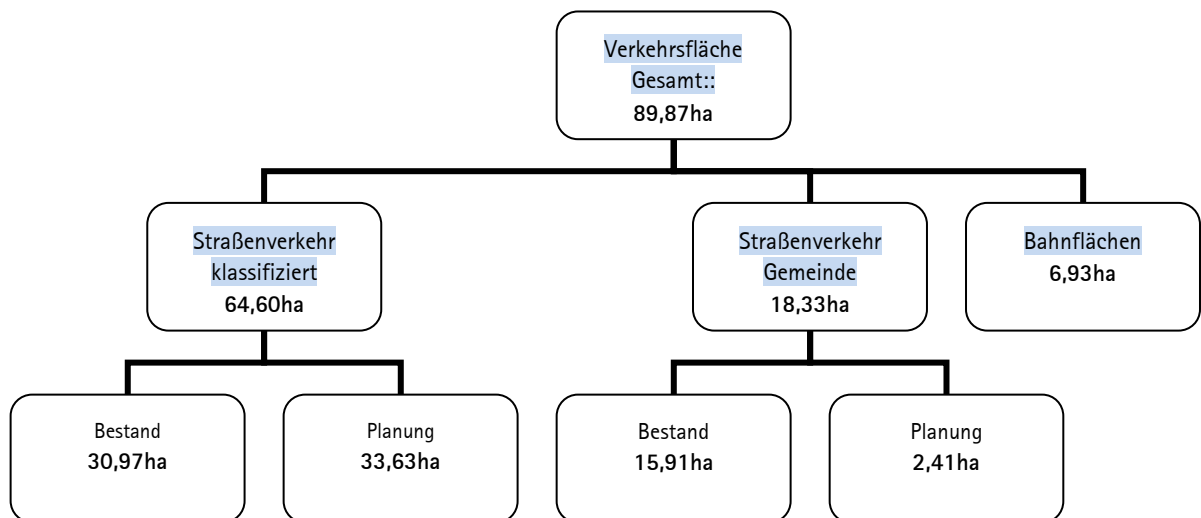 Verkehrsfläche
Gesamt::
89,87ha
Straßenverkehr
klassifiziert
64,60ha
Straßenverkehr
Gemeinde
18,33ha
Bahnflächen
6,93ha
Bestand
30,97ha
Planung
33,63ha
Bestand
15,91ha
Planung
2,41ha